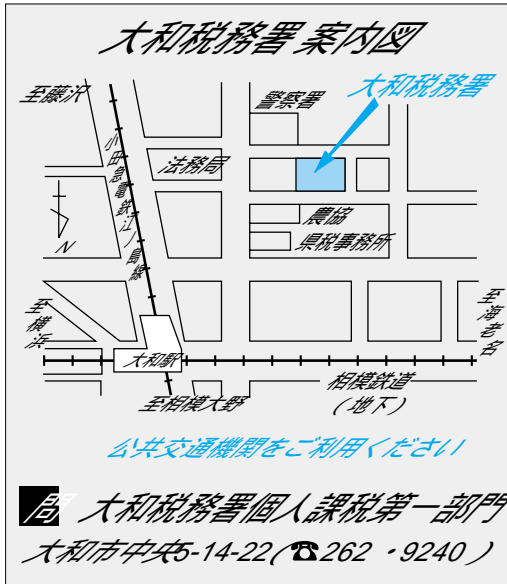 大和税務署 案内図
至藤沢
警察署
大和税務署
法務局
小田急電鉄江ノ島線
農協
県税事務所
N
至横浜
至海老名
大和駅
相模鉄道
(地下)
至相模大野
公共交通機関をご利用ください
問 大和税務署個人課税第一部門
大和市中央5-14-22(☎262・9240)